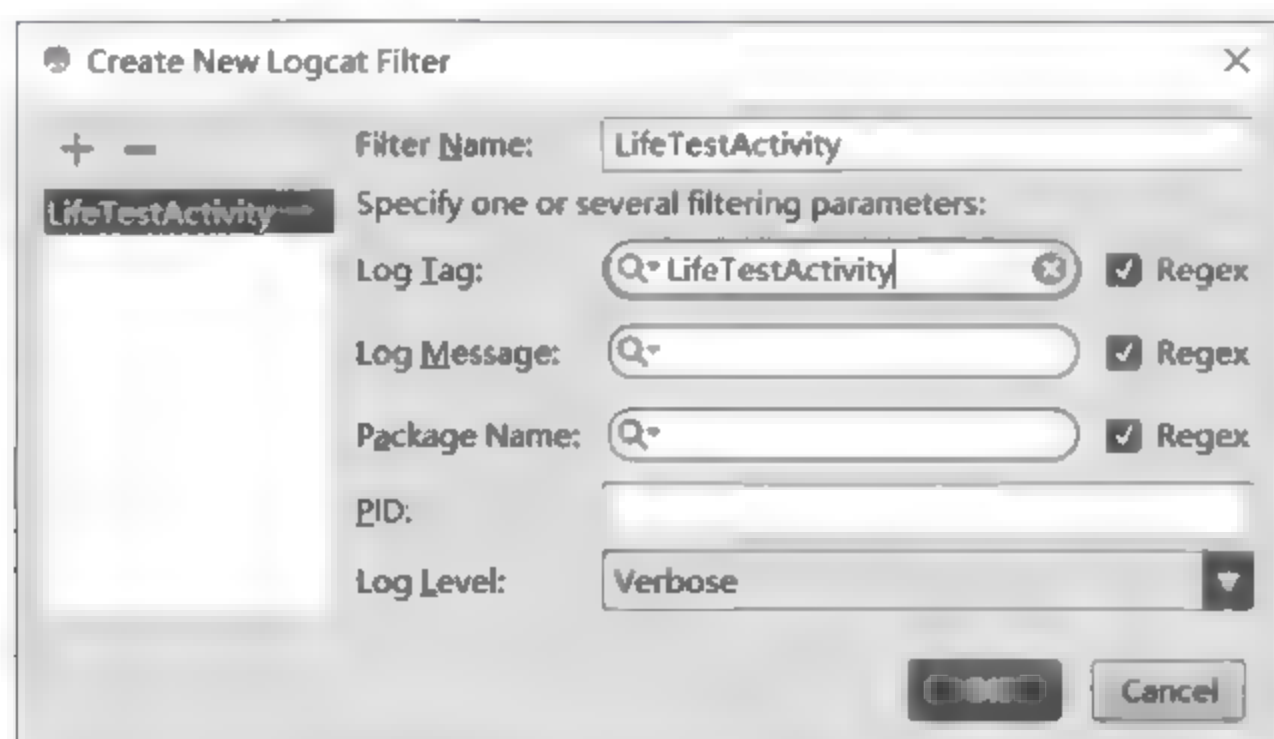 Create New Logcat Filter
Filter Name: LifeTestActivity
LifeTestActivity
Specify one or several filtering parameters:
Log Tag: LifeTestActivity Regex
Log Message: Regex
Package Name: Regex
PID:
Log Level: Verbose
Cancel